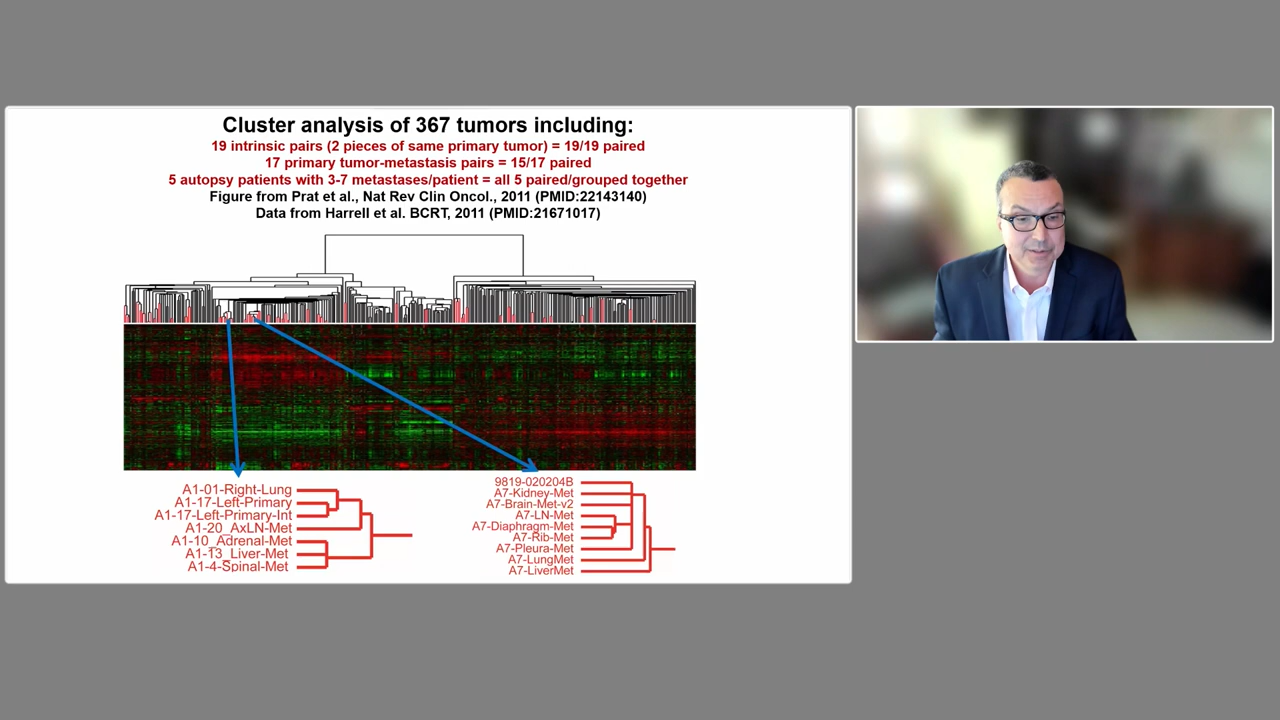 Cluster analysis of 367 tumors including:
19 intrinsic pairs (2 pieces of same primary tumor) = 19/19 paired
17 primary tumor-metastasis pairs = 15/17 paired
5 autopsy patients with 3-7 metastases/patient = all 5 paired/grouped together
Figure from Prat et al., Nat Rev Clin Oncol., 2011 (PMID:22143140)
Data from Harrell et al. BCRT, 2011 (PMID:21671017)
A1-01-Right-Lung
A1-17-Left-Primary
A1-17-Left-Primary-Int
A1-20_AxLN-Met
A1-10_Adrenal-Met
A1-13_Liver-Met
A1-4-Spinal-Met
9819-020204B
A7-Kidney-Met
A7-Brain-Met-v2
A7-LN-Met
A7-Diaphragm-Met
A7-Rib-Met
A7-Pleura-Met
A7-LungMet
A7-LiverMet